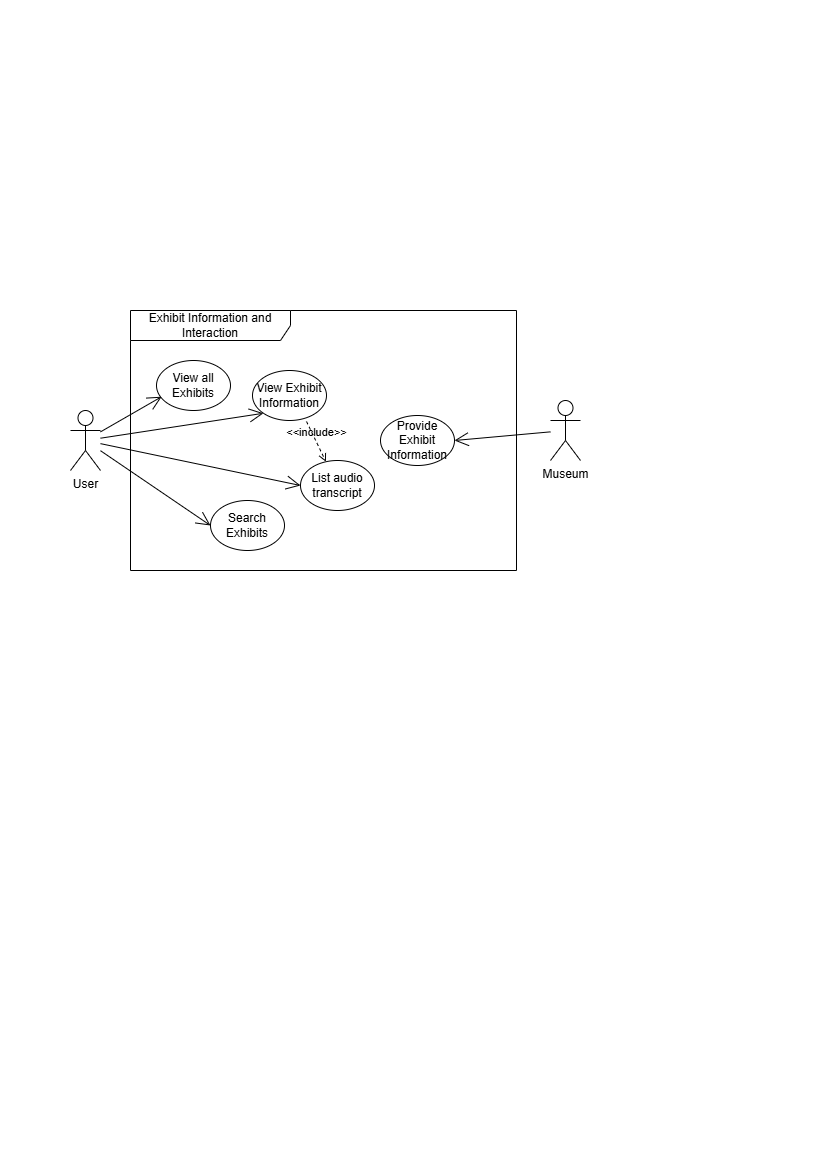 Exhibit Information and
Interaction
View all
Exhibits
View Exhibit
Information
<<include>>
Provide
Exhibit
Information
List audio
transcript
Search
Exhibits
User
Museum